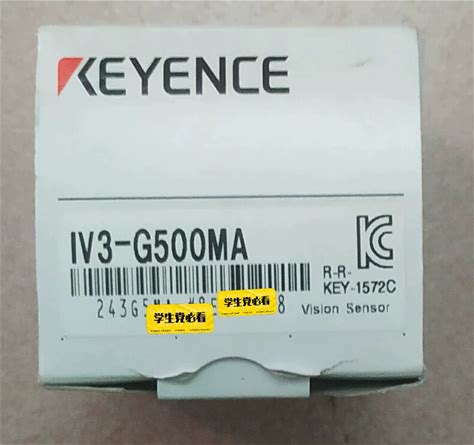 KEYENCE
IV3-G500MA
R-R-
KEY-1572C
学生党必看
学生党必看
Vision Sensor